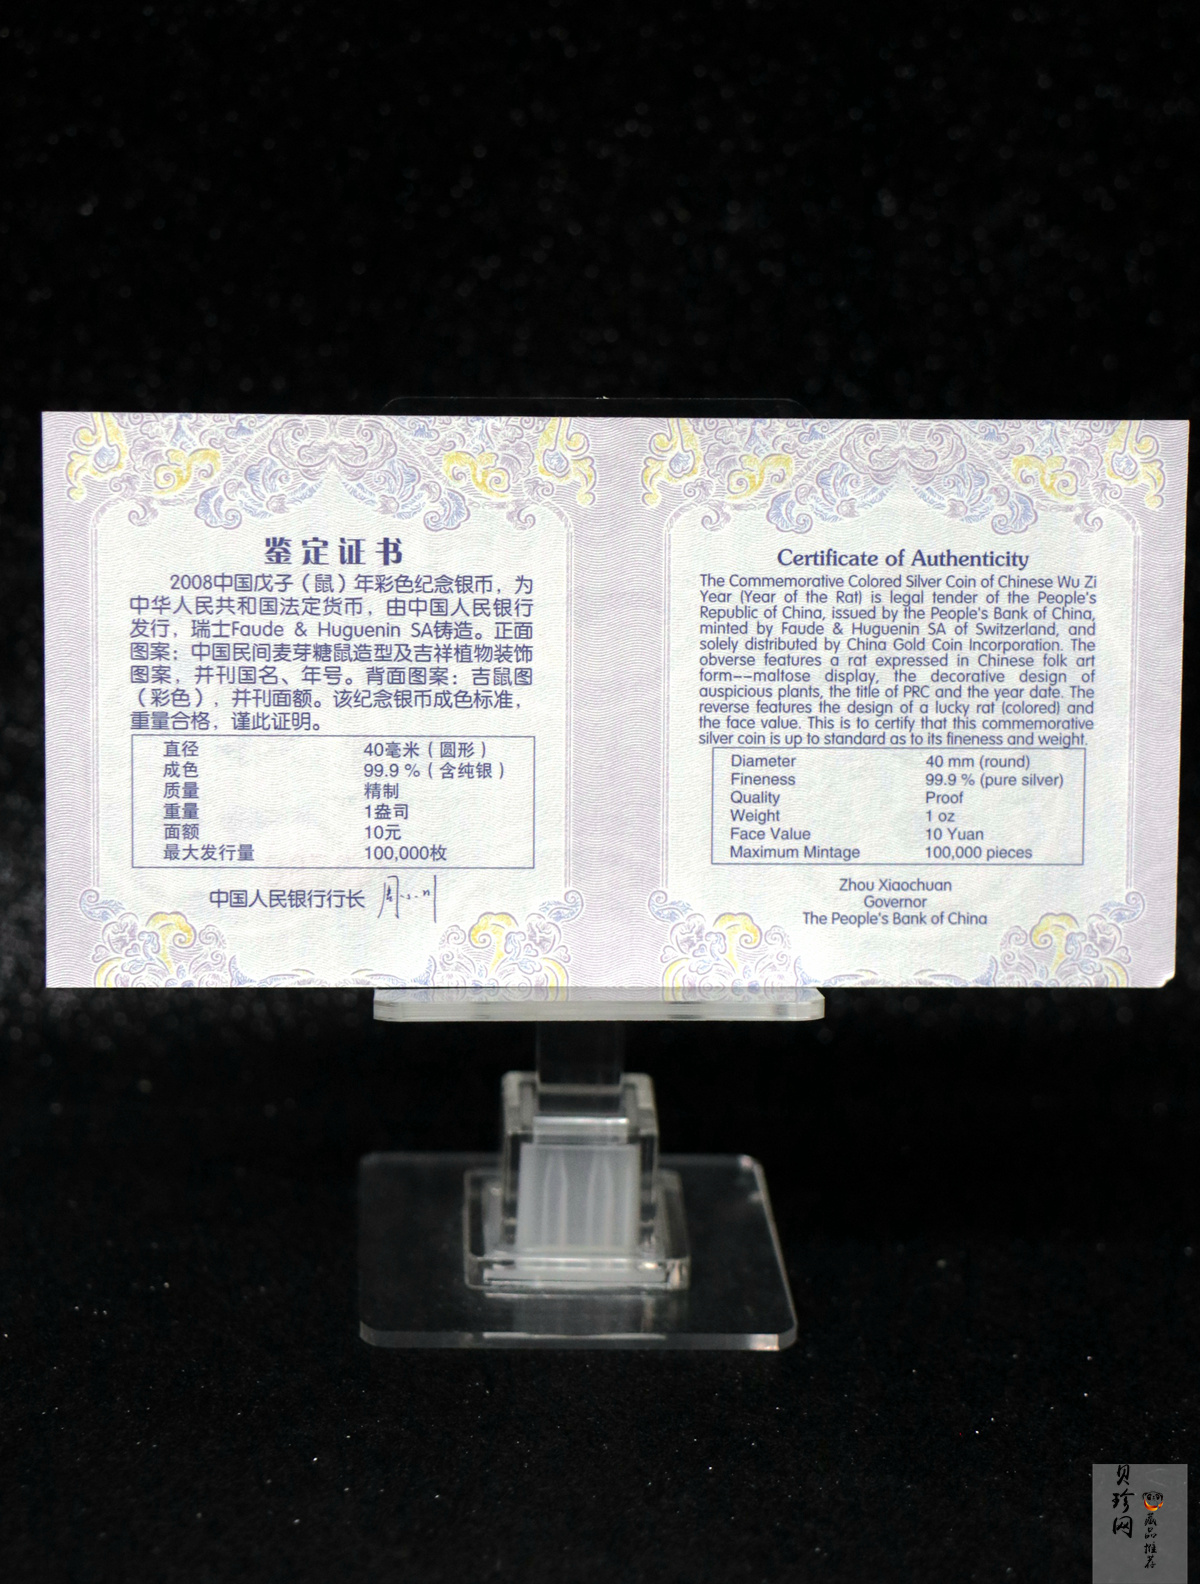 鉴定证书
2008中国戊子（鼠）年彩色纪念银币，为
中华人民共和国法定货币，由中国人民银行
发行，瑞士Faude & Huguenin SA铸造。正面
图案：中国民间麦芽糖鼠造型及吉祥植物装饰
图案，并刊国名、年号。背面图案：吉鼠图
（彩色），并刊面额。该纪念银币成色标准，
重量合格，谨此证明。
直径 40毫米（圆形）
成色 99.9％（含纯银）
质量 精制
重量 1盎司
面额 10元
最大发行量 100,000枚
中国人民银行行长
Certificate of Authenticity
The Commemorative Colored Silver Coin of Chinese Wu Zi
Year (Year of the Rat) is legal tender of the People's
Republic of China, issued by the People's Bank of China,
minted by Faude & Huguenin SA of Switzerland, and
solely distributed by China Gold Coin Incorporation. The
obverse features a rat expressed in Chinese folk art
form--maltose display, the decorative design of
auspicious plants, the title of PRC and the year date. The
reverse features the design of a lucky rat (colored) and
the face value. This is to certify that this commemorative
silver coin is up to standard as to its fineness and weight.
Diameter 40 mm (round)
Fineness 99.9 % (pure silver)
Quality Proof
Weight 1 oz
Face Value 10 Yuan
Maximum Mintage 100,000 pieces
Zhou Xiaochuan
Governor
The People's Bank of China
贝珍网
藏品推荐